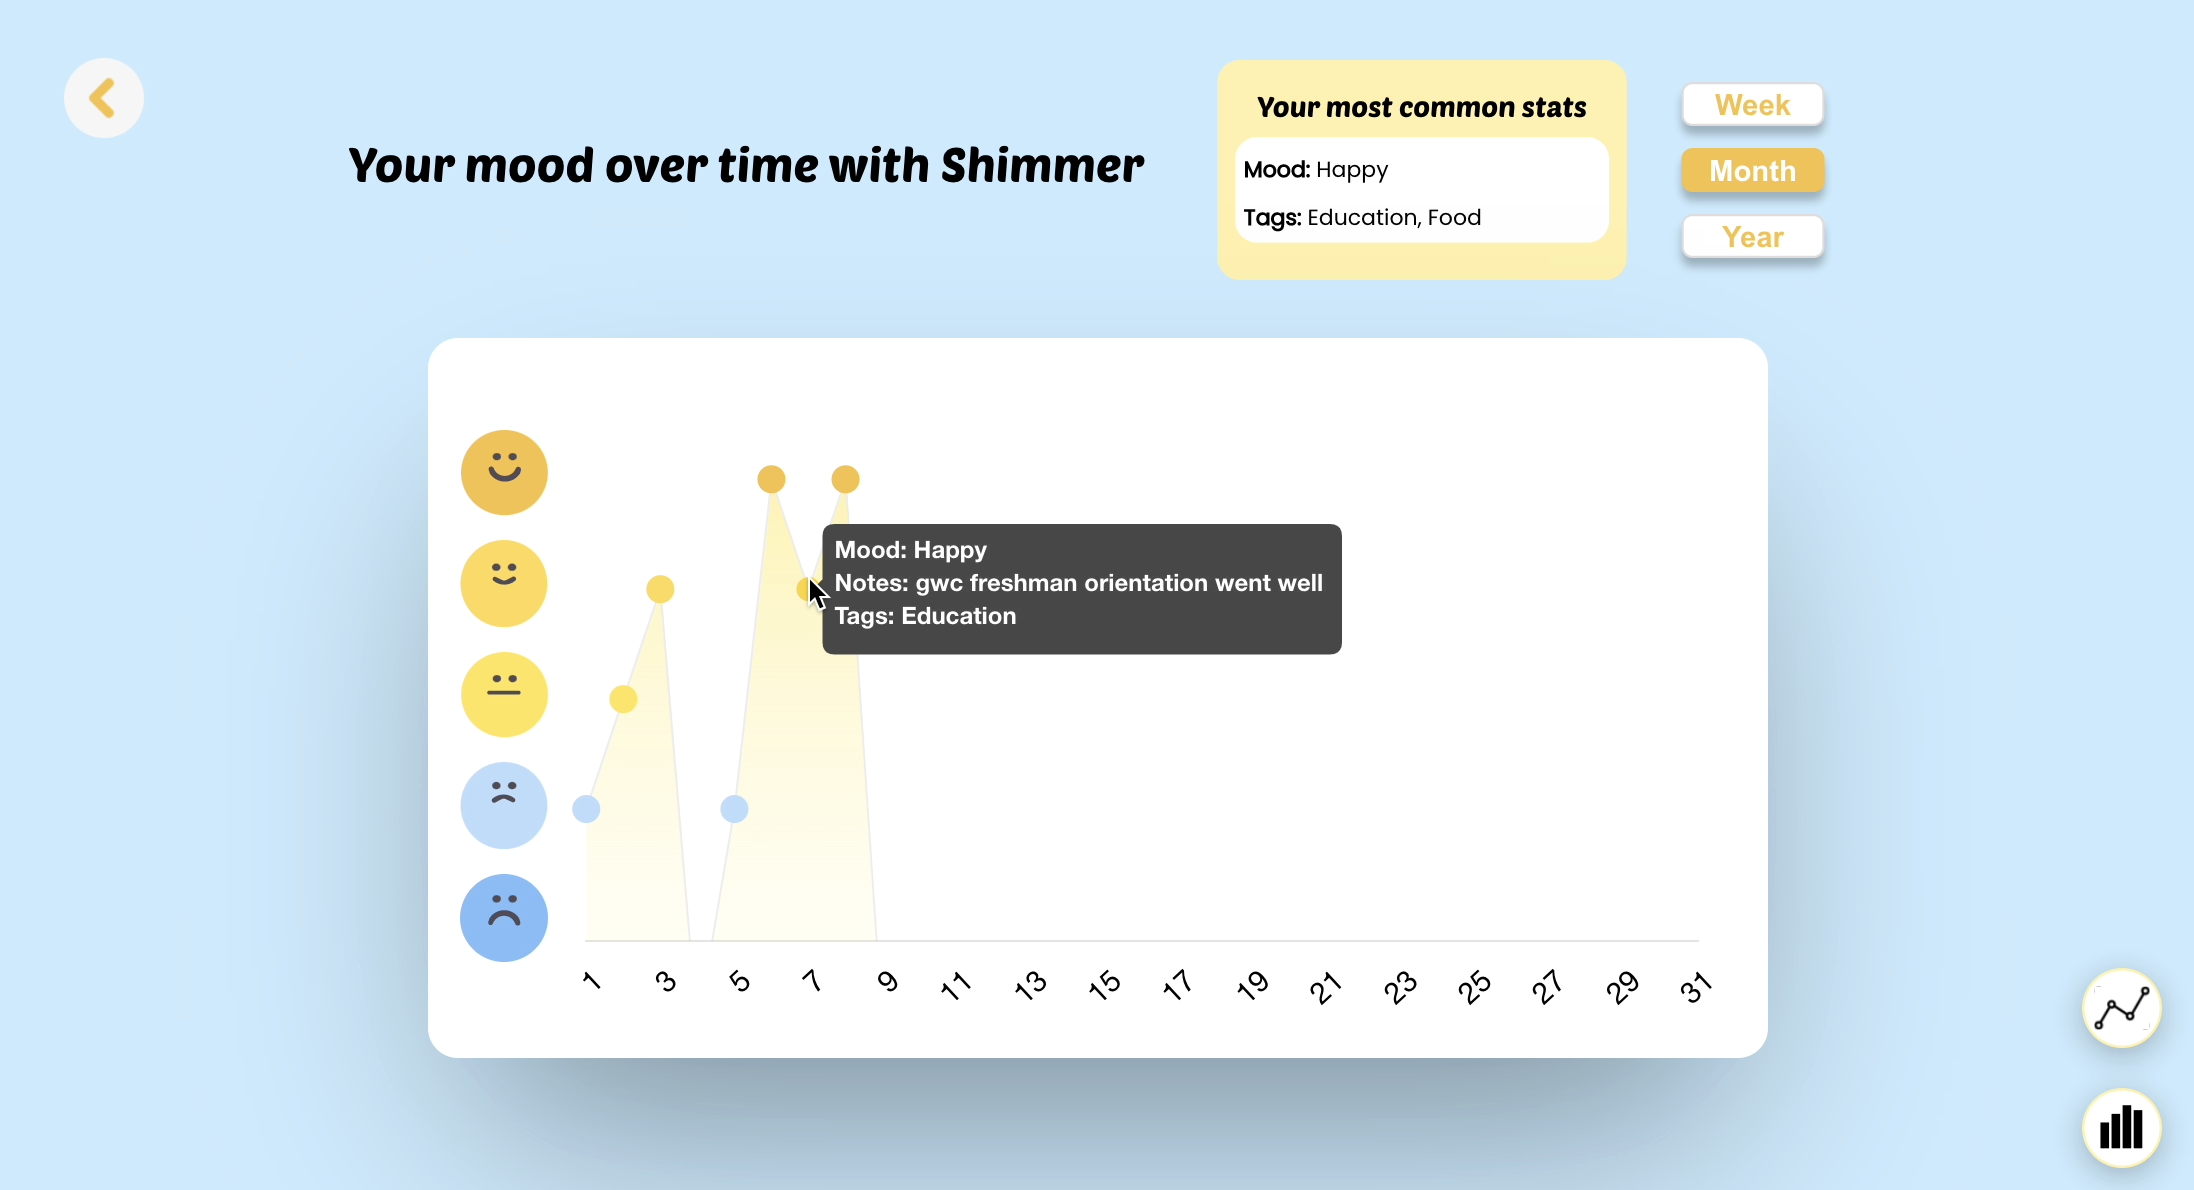 Your mood over time with Shimmer
Your most common stats
Mood: Happy
Tags: Education, Food
Week
Month
Year
Mood: Happy
Notes: gwc freshman orientation went well
Tags: Education
1 3 5 7 9 11 13 15 17 19 21 23 25 27 29 31